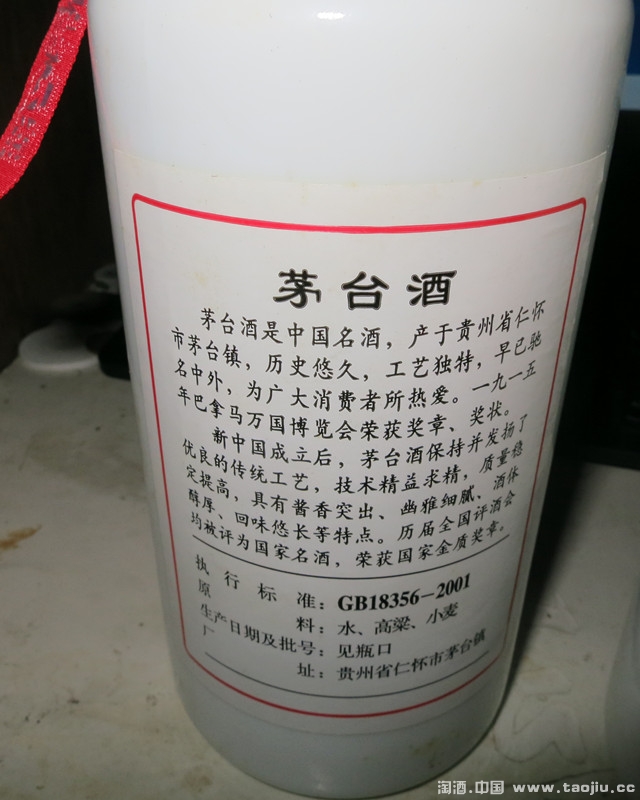 茅台酒
茅台酒是中国名酒，产于贵州省仁怀
市茅台镇，历史悠久，工艺独特，早已驰
名中外，为广大消费者所热爱。一九一五
年巴拿马万国博览会荣获奖章、奖状。
新中国成立后，茅台酒保持并发扬了
优良的传统工艺，技术精益求精，质量稳
定提高，具有酱香突出、幽雅细腻、酒体
醇厚、回味悠长等特点。历届全国评酒会
均被评为国家名酒，荣获国家金质奖章。
执行标准：GB18356-2001
原料：水、高粱、小麦
生产日期及批号：见瓶口
厂址：贵州省仁怀市茅台镇
淘酒.中国 www.taojiu.cc